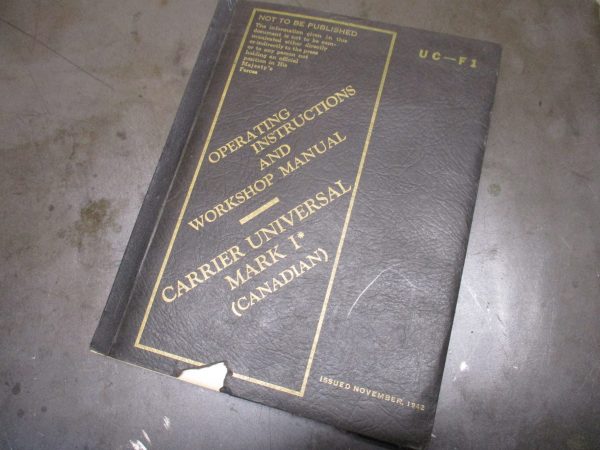 NOT TO BE PUBLISHED
The information given in this
document is not to be com-
municated either directly
or indirectly to the press
or to any person not
holding an official
position in His
Majesty's
Forces
UC—F1
OPERATING
INSTRUCTIONS
AND
WORKSHOP MANUAL
CARRIER UNIVERSAL
MARK I*
(CANADIAN)
ISSUED NOVEMBER, 1942